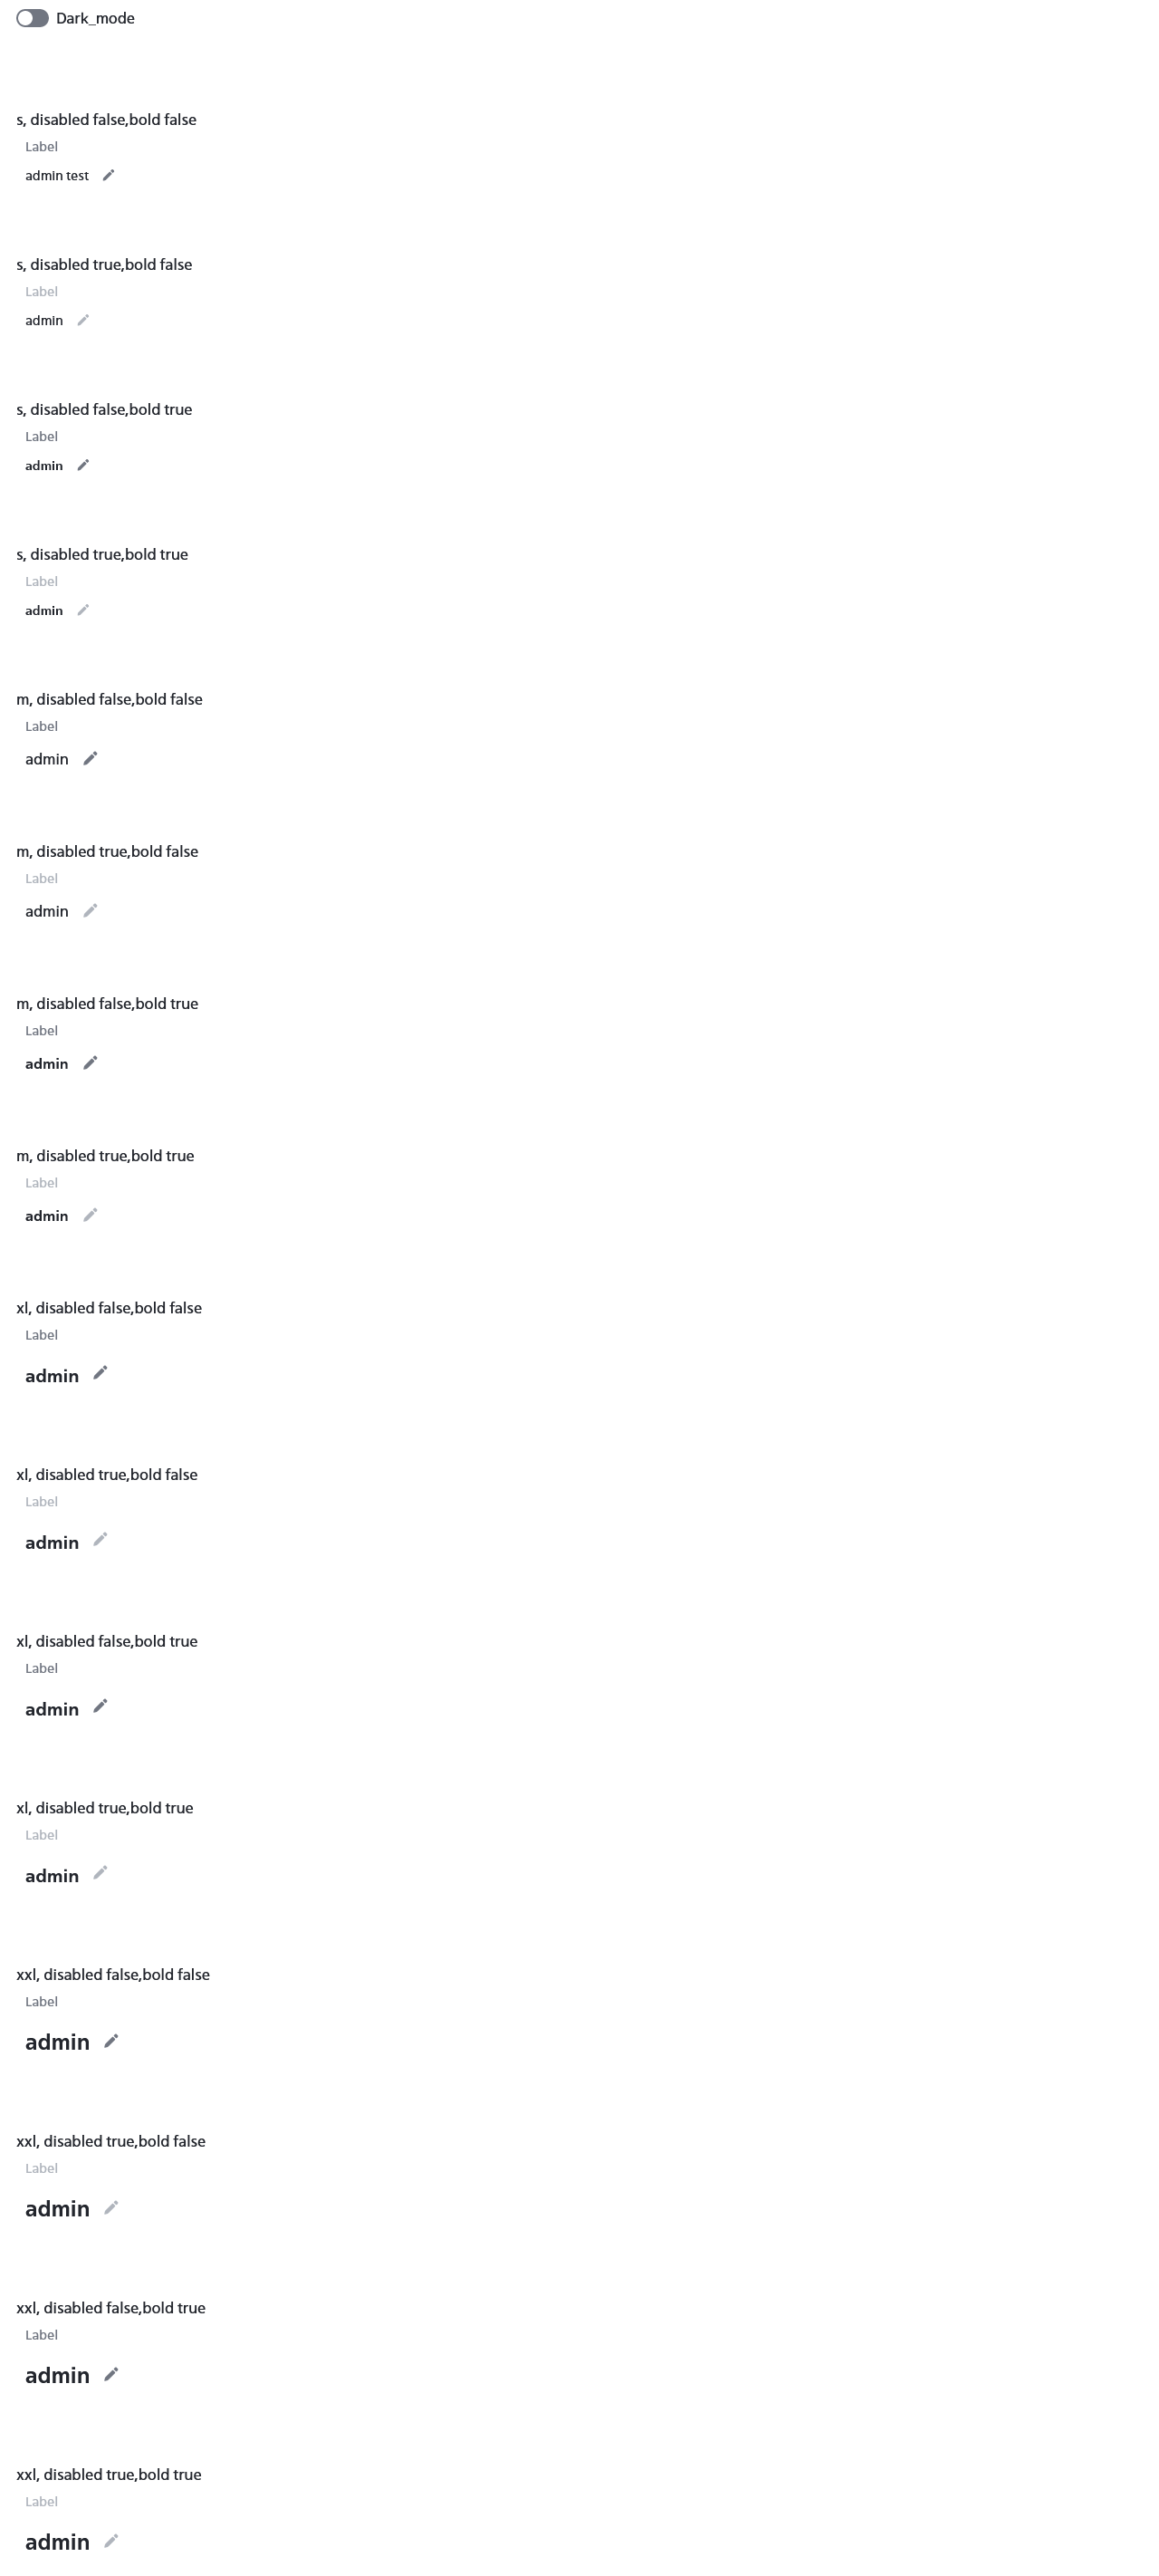 Dark_mode
s, disabled false,bold false
Label
admin test
s, disabled true,bold false
Label
admin
s, disabled false,bold true
Label
admin
s, disabled true,bold true
Label
admin
m, disabled false,bold false
Label
admin
m, disabled true,bold false
Label
admin
m, disabled false,bold true
Label
admin
m, disabled true,bold true
Label
admin
xl, disabled false,bold false
Label
admin
xl, disabled true,bold false
Label
admin
xl, disabled false,bold true
Label
admin
xl, disabled true,bold true
Label
admin
xxl, disabled false,bold false
Label
admin
xxl, disabled true,bold false
Label
admin
xxl, disabled false,bold true
Label
admin
xxl, disabled true,bold true
Label
admin